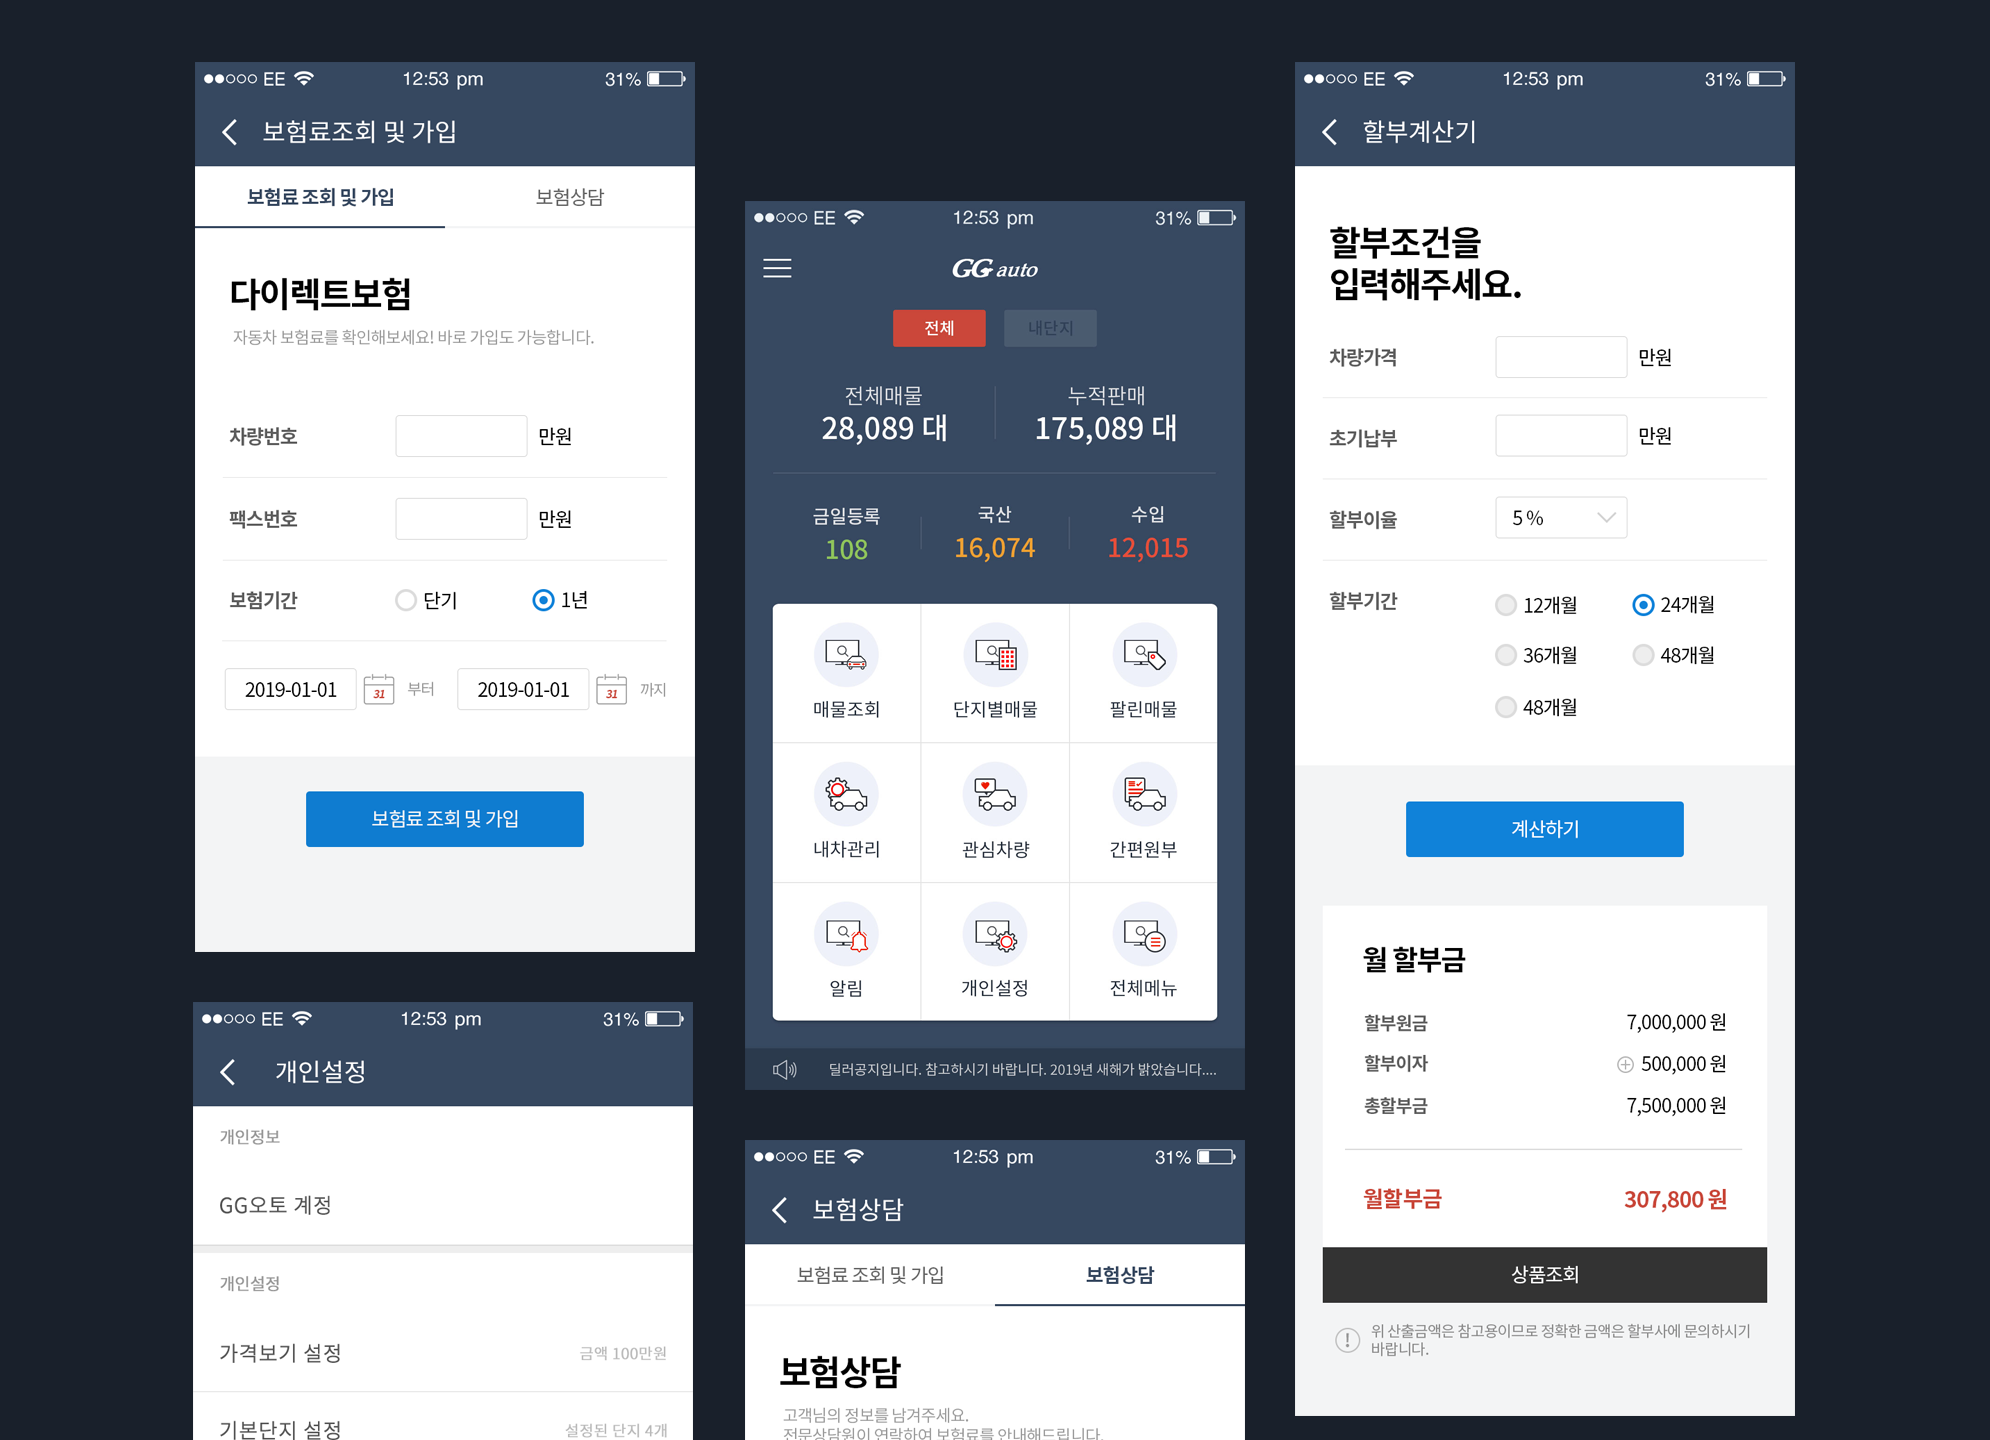 EE 12:53 pm 31%
보험료조회 및 가입
보험료 조회 및 가입 보험상담
다이렉트보험
자동차 보험료를 확인해보세요! 바로 가입도 가능합니다.
차량번호 만원
팩스번호 만원
보험기간 단기 1년
2019-01-01 31 부터 2019-01-01 31 까지
보험료 조회 및 가입
EE 12:53 pm 31%
개인설정
개인정보
GG오토 계정
개인설정
가격보기 설정 금액 100만원
기본단지 설정 설정된 단지 4개
EE 12:53 pm 31%
GG auto
전체 내단지
전체매물 누적판매
28,089 대 175,089 대
금일등록 국산 수입
108 16,074 12,015
매물조회 단지별매물 팔린매물
내차관리 관심차량 간편원부
알림 개인설정 전체메뉴
딜러공지입니다. 참고하시기 바랍니다. 2019년 새해가 밝았습니다....
EE 12:53 pm 31%
보험상담
보험료 조회 및 가입 보험상담
보험상담
고객님의 정보를 남겨주세요.
전문상담원이 연락하여 보험료를 안내해드립니다.
EE 12:53 pm 31%
할부계산기
할부조건을
입력해주세요.
차량가격 만원
초기납부 만원
할부이율 5 %
할부기간 12개월 24개월
36개월 48개월
48개월
계산하기
월 할부금
할부원금 7,000,000 원
할부이자 500,000 원
총할부금 7,500,000 원
월할부금 307,800 원
상품조회
위 산출금액은 참고용이므로 정확한 금액은 할부사에 문의하시기
바랍니다.